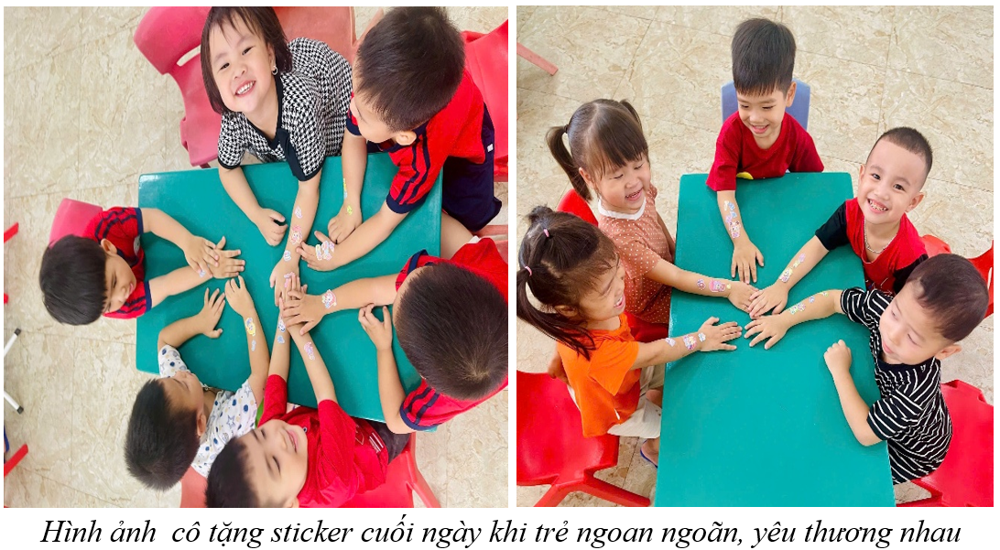 Hình ảnh  cô tặng sticker cuối ngày khi trẻ ngoan ngoãn, yêu thương nhau